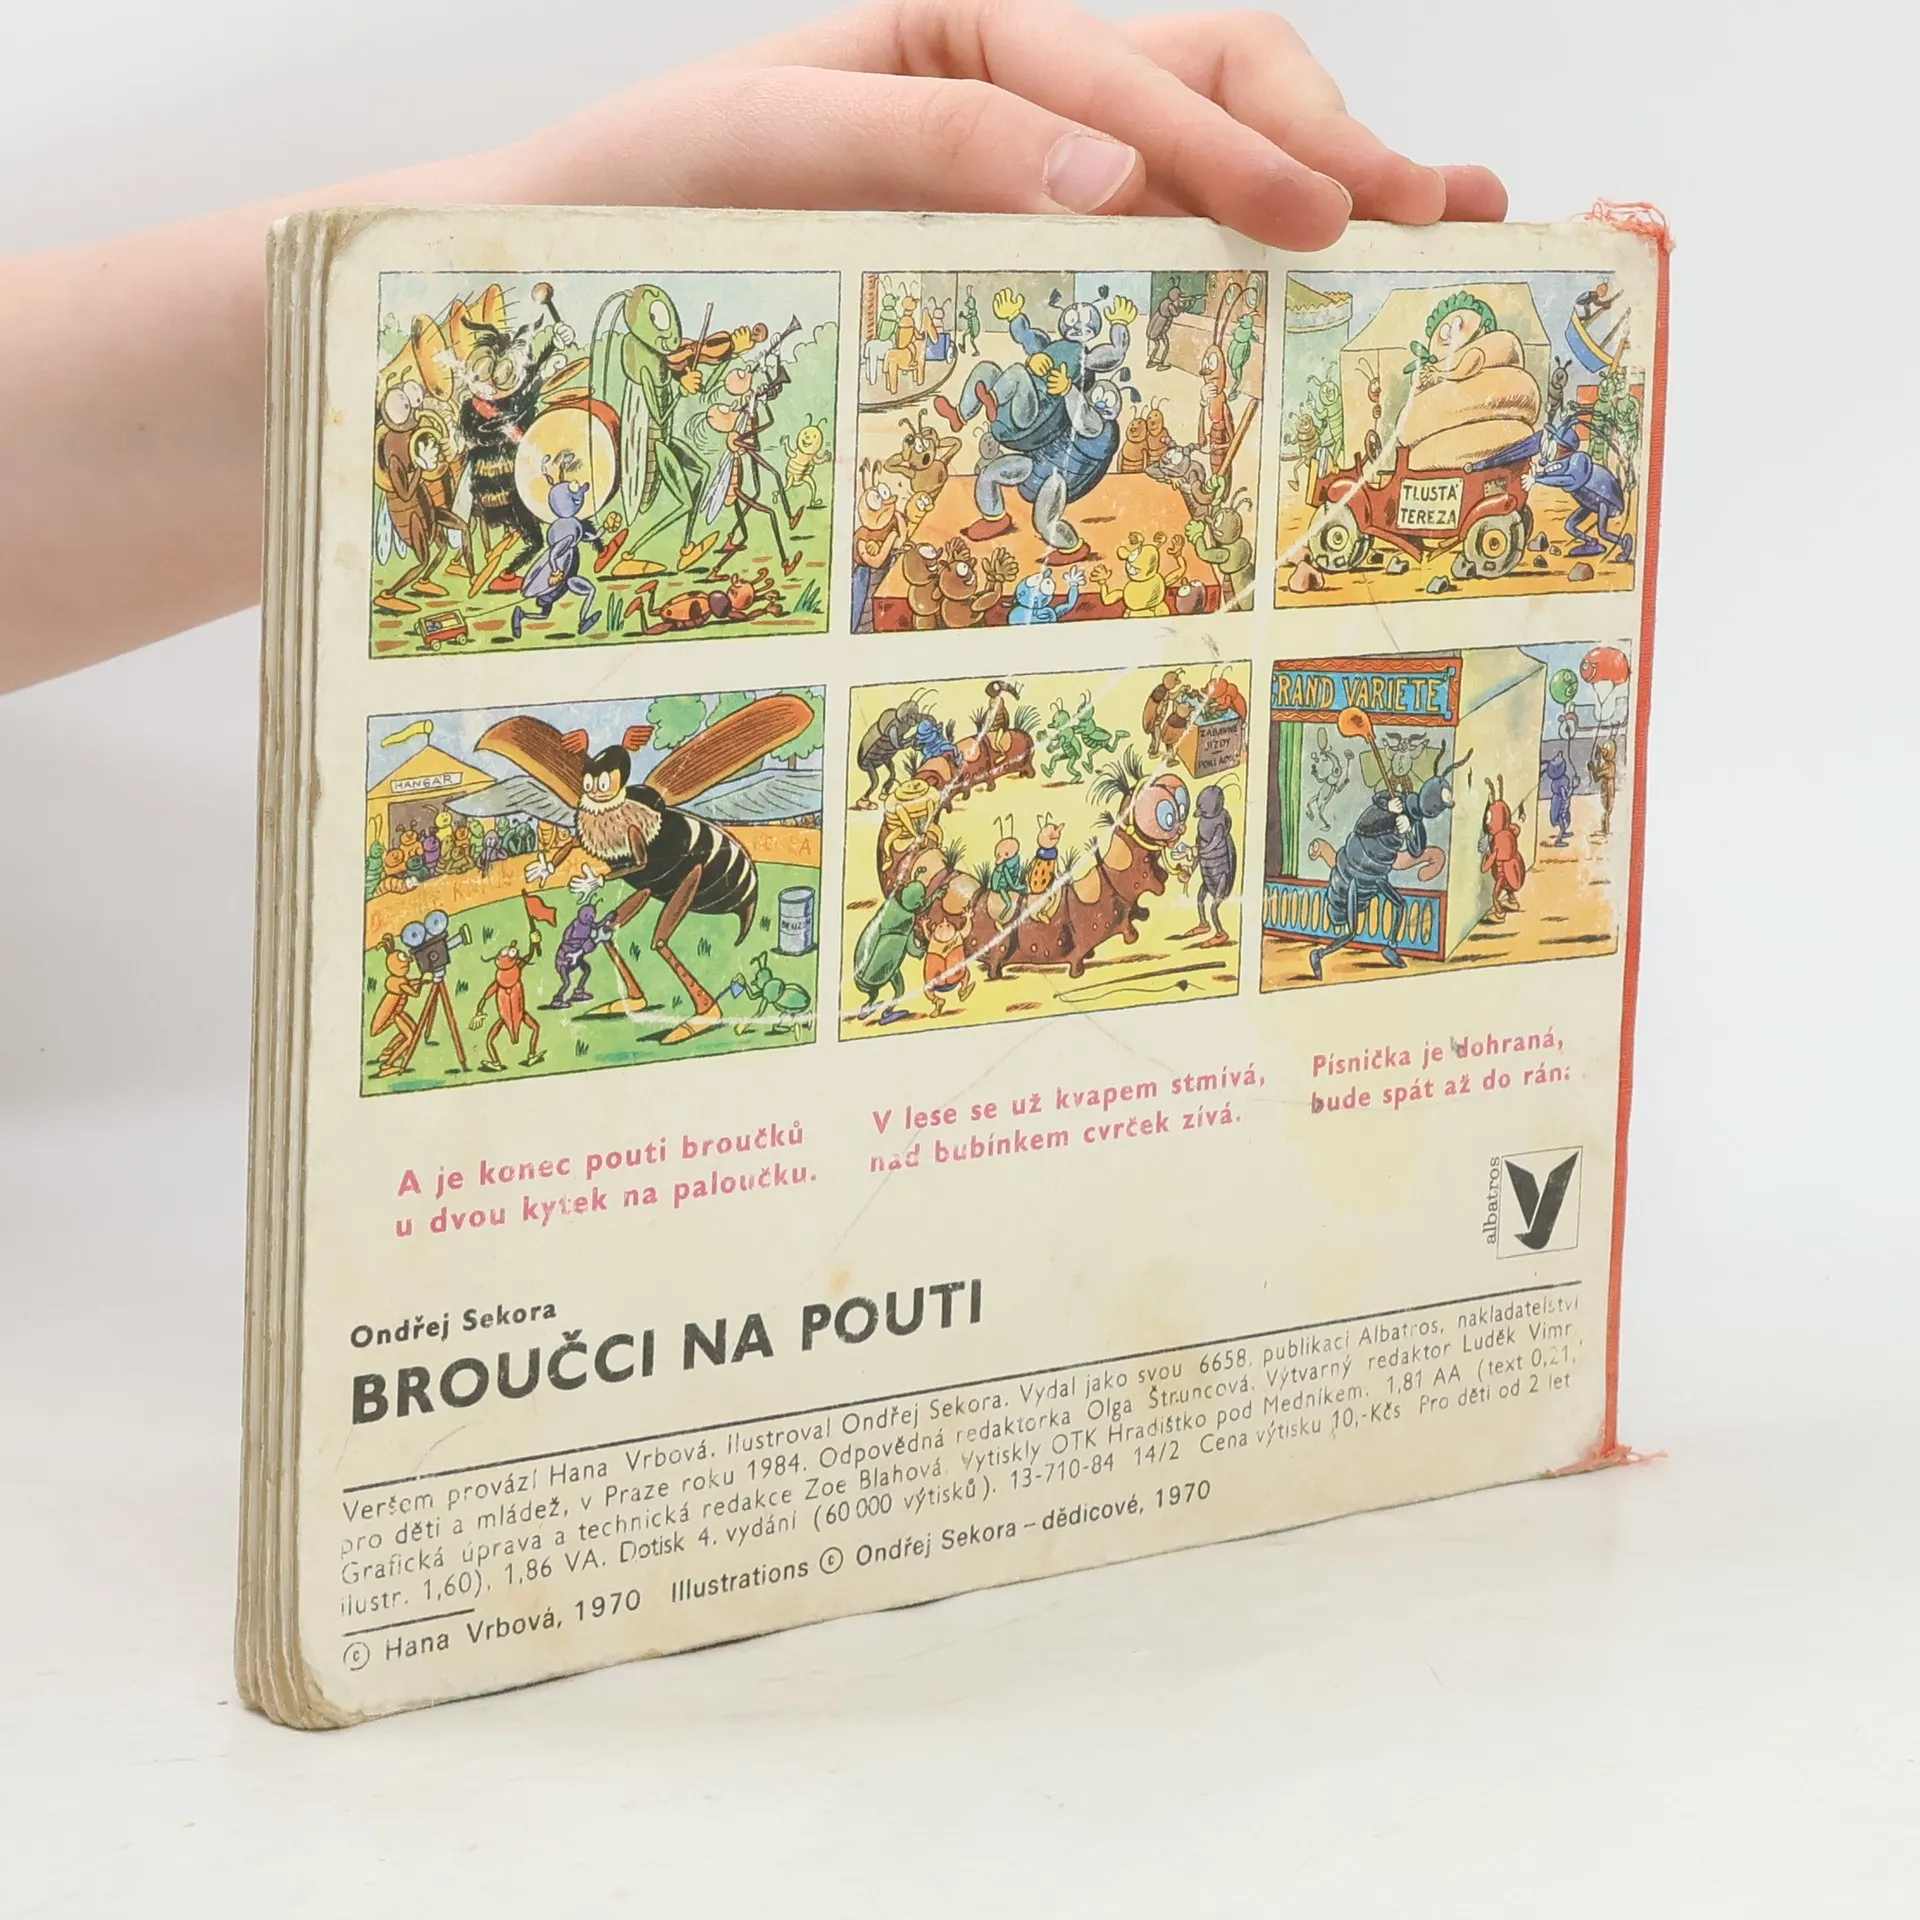 TLUSTÁ
TEREZA
HANGAR
RAND VARIETÉ
ZÁBAVNÉ
JÍZDY
A je konec pouti broučků
u dvou kytek na paloučku.
V lese se už kvapem stmívá,
nad bubínkem cvrček zívá.
Písnička je dohraná,
bude spát až do rána.
albatros
Ondřej Sekora
BROUČCI NA POUTI
Veršem provází Hana Vrbová. Ilustroval Ondřej Sekora. Vydal jako svou 6658. publikaci Albatros, nakladatelství
pro děti a mládež, v Praze roku 1984. Odpovědná redaktorka Olga Štruncová. Výtvarný redaktor Luděk Vimr.
Grafická úprava a technická redakce Zoe Blahová. Vytiskly OTK Hradištko pod Medníkem. 1,81 AA (text 0,21,
ilustr. 1,60), 1,86 VA. Dotisk 4. vydání (60 000 výtisků). 13-710-84 14/2 Cena výtisku 10,-Kčs Pro děti od 2 let
© Hana Vrbová, 1970 Illustrations © Ondřej Sekora – dědicové, 1970